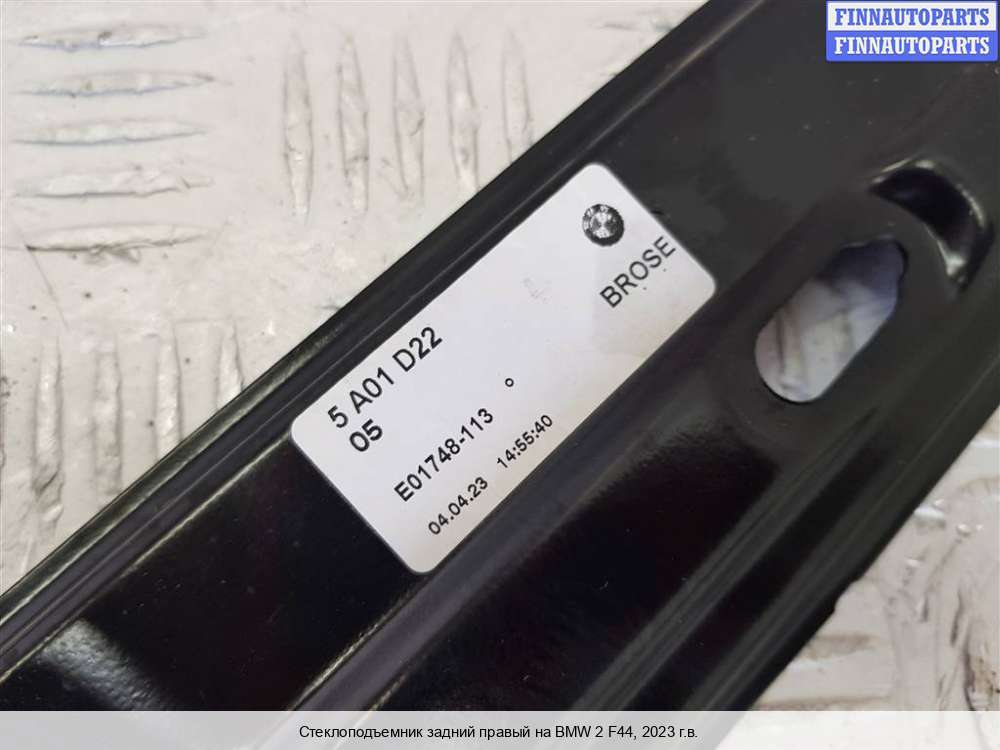 FINNAUTOPARTS
FINNAUTOPARTS
BROSE
5 A01 D22
05
E01748-113
04.04.23 14:55:40
Стеклоподъемник задний правый на BMW 2 F44, 2023 г.в.